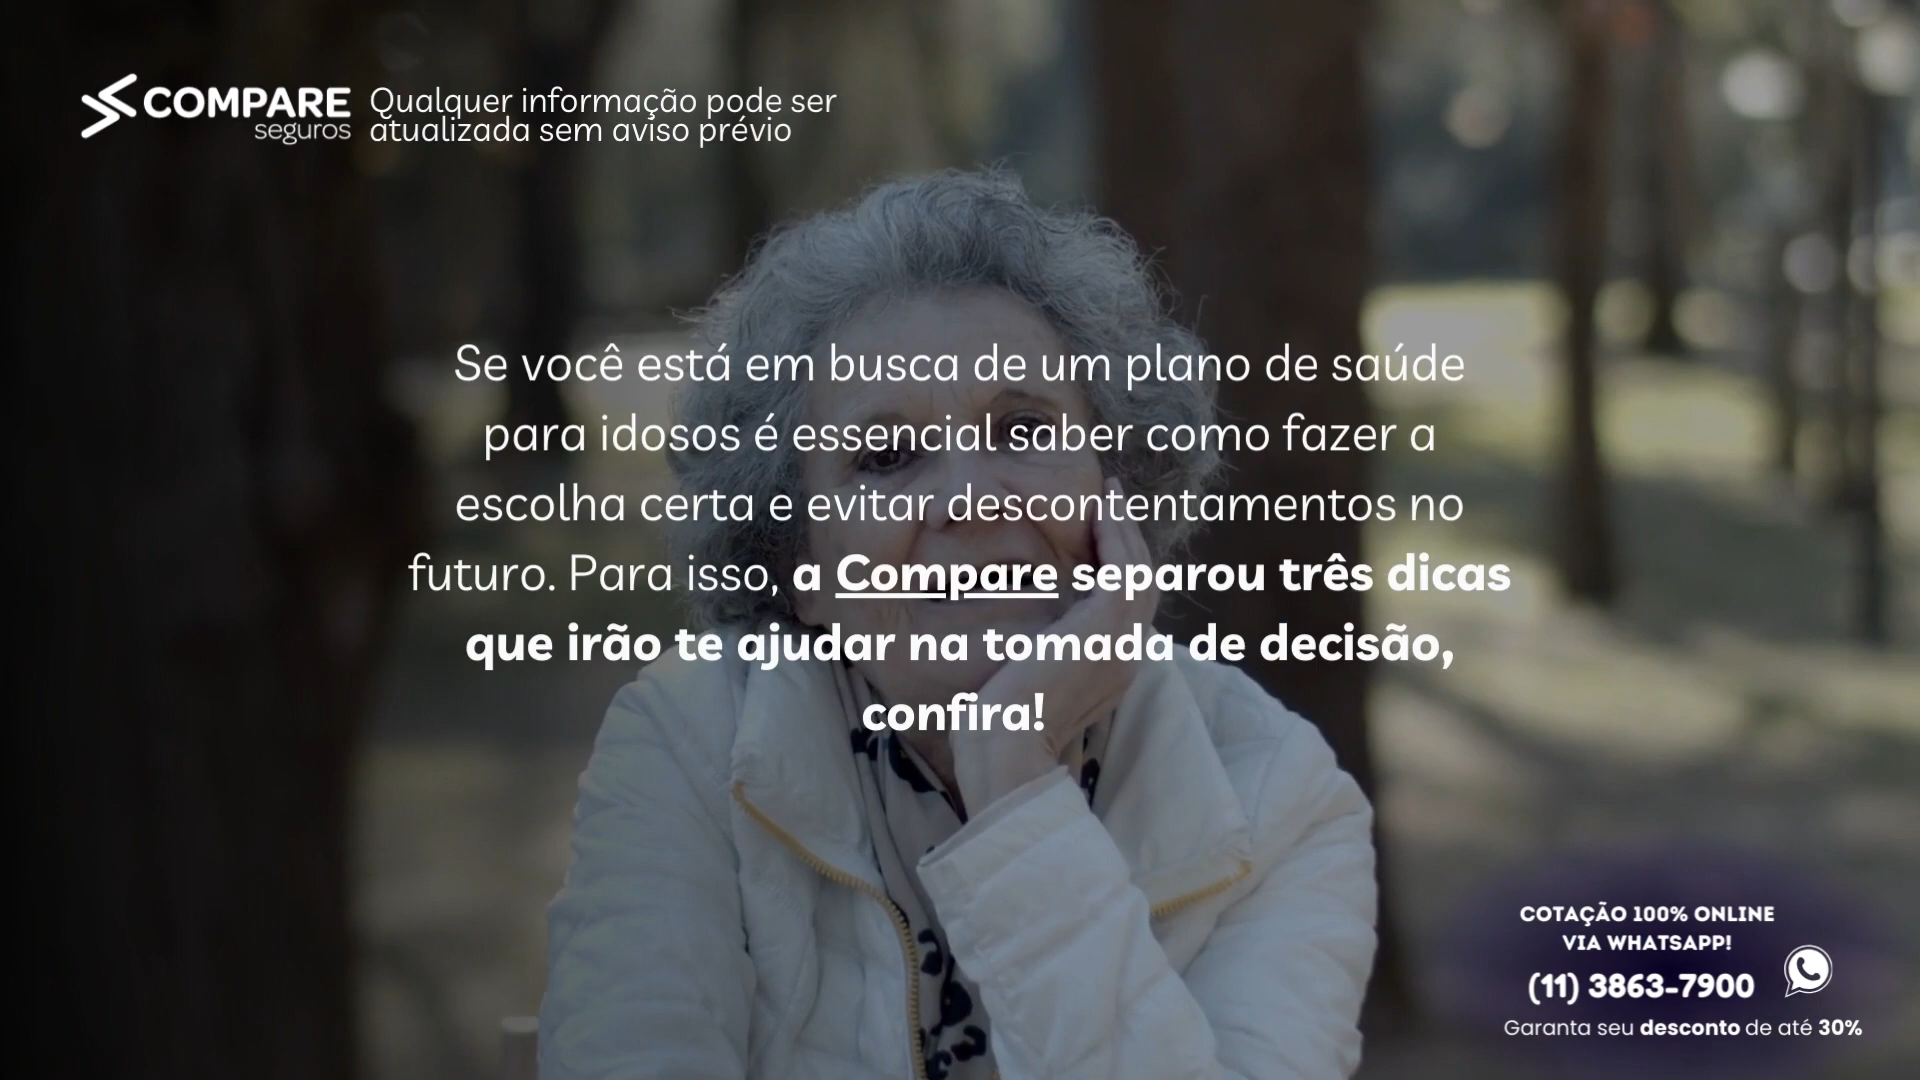 COMPARE
seguros
Qualquer informação pode ser
atualizada sem aviso prévio
Se você está em busca de um plano de saúde
para idosos é essencial saber como fazer a
escolha certa e evitar descontentamentos no
futuro. Para isso, a Compare separou três dicas
que irão te ajudar na tomada de decisão,
confira!
COTAÇÃO 100% ONLINE
VIA WHATSAPP!
(11) 3863-7900
Garanta seu desconto de até 30%